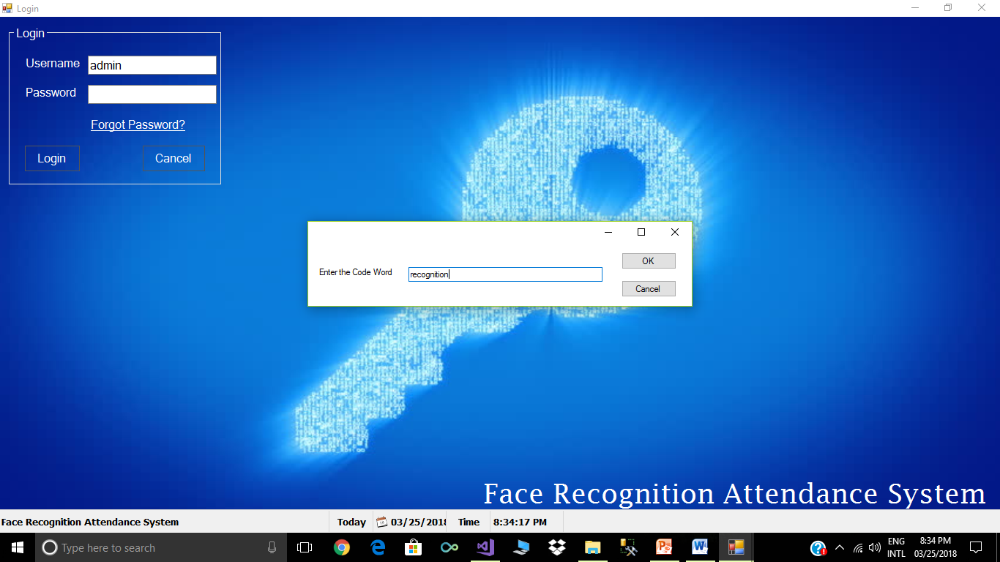 Login
Login
Username admin
Password
Forgot Password?
Login Cancel
OK
Enter the Code Word recognition
Cancel
Face Recognition Attendance System
Face Recognition Attendance System Today 03/25/2018 Time 8:34:17 PM
Type here to search
ENG
INTL
8:34 PM
03/25/2018